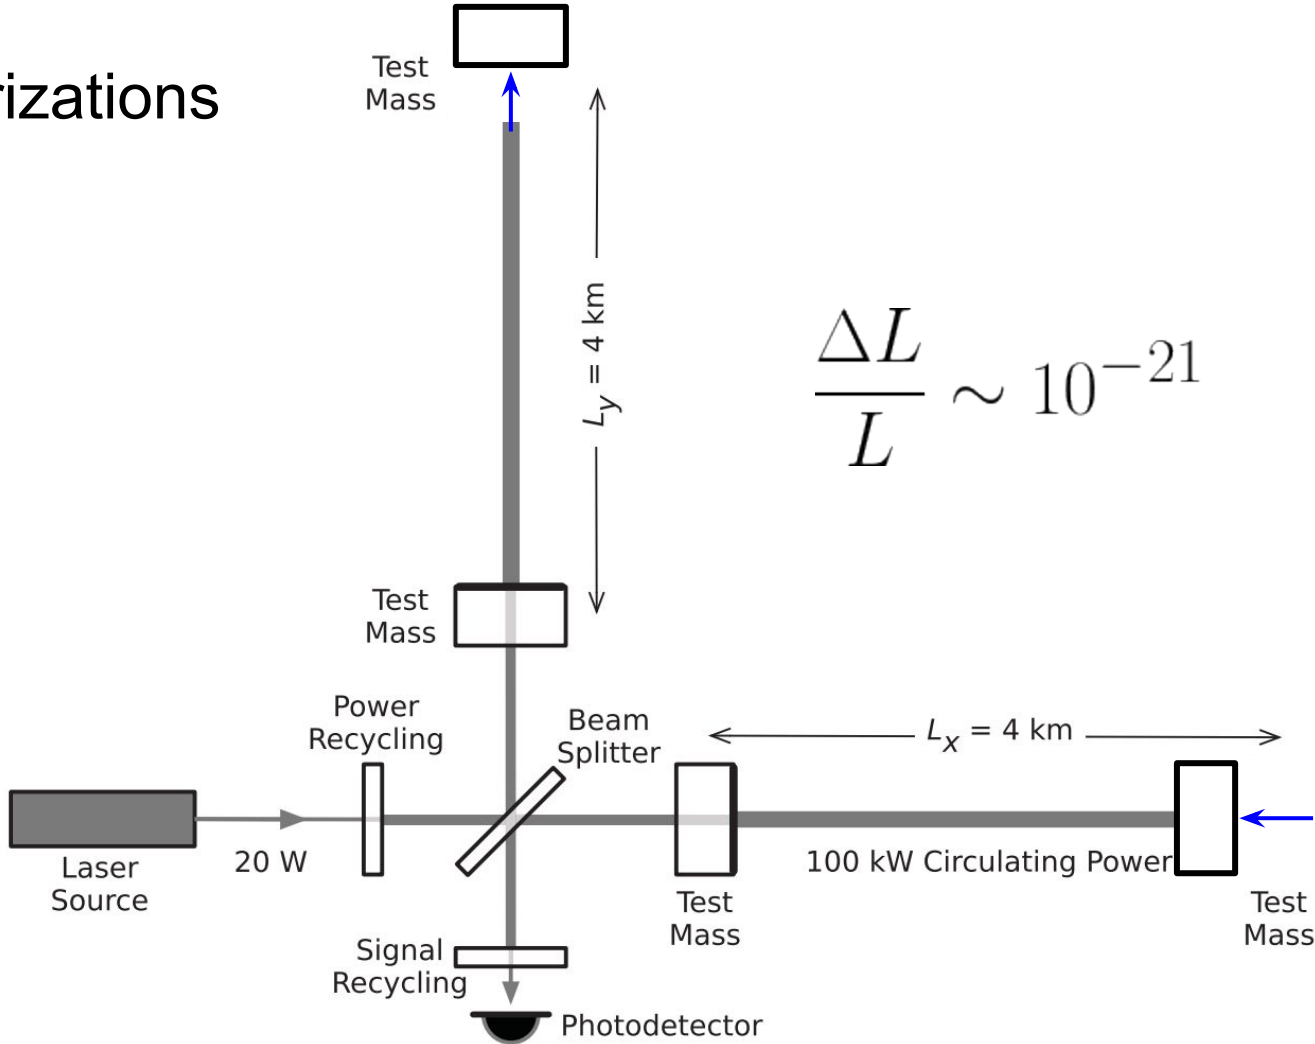 rizations
Test
Mass
L_y = 4 km
ΔL/L ~ 10^{-21}
Test
Mass
Power
Recycling
Beam
Splitter
L_x = 4 km
Laser
Source
20 W
100 kW Circulating Power
Test
Mass
Test
Mass
Signal
Recycling
Photodetector